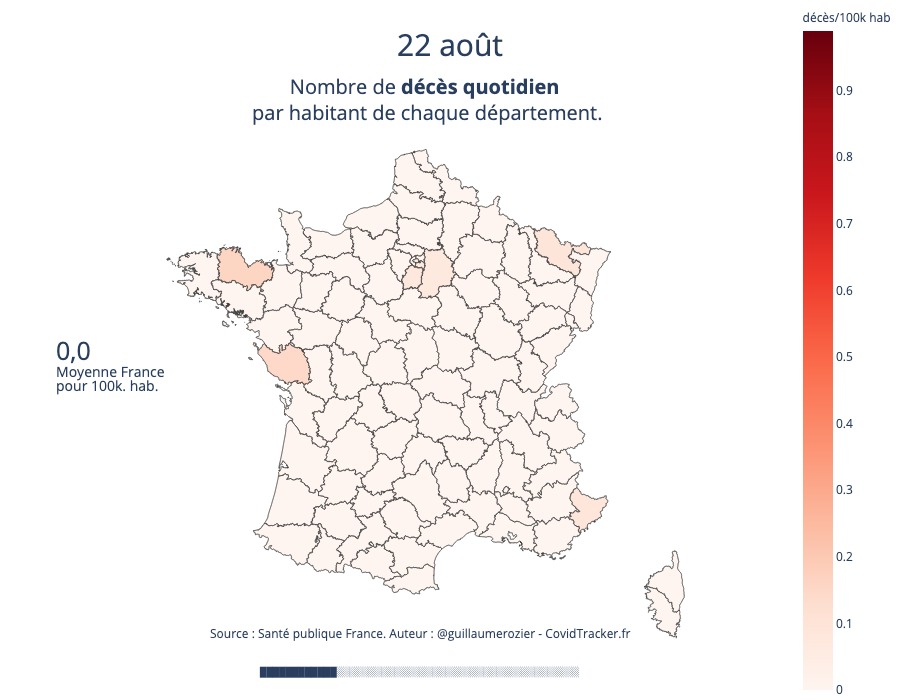 décès/100k hab
22 août
Nombre de décès quotidien
par habitant de chaque département.
0.9
0.8
0.7
0.6
0.5
0.4
0.3
0.2
0.1
0
0,0
Moyenne France
pour 100k. hab.
Source : Santé publique France. Auteur : @guillaumerozier - CovidTracker.fr